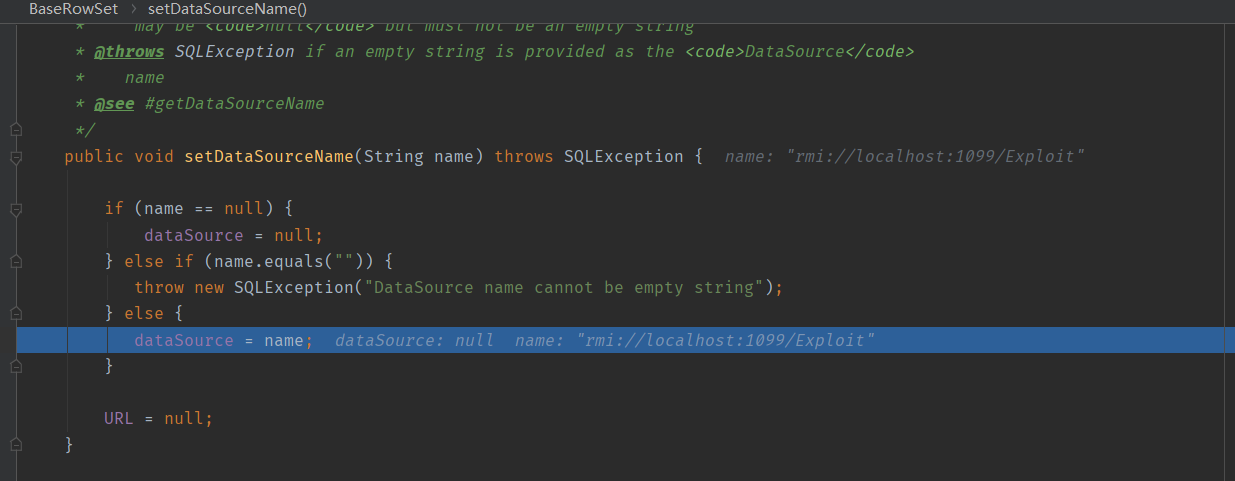 BaseRowSet > setDataSourceName()
* may be <code>null</code> but must not be an empty string
* @throws SQLException if an empty string is provided as the <code>DataSource</code>
* name
* @see #getDataSourceName
*/
public void setDataSourceName(String name) throws SQLException { name: "rmi://localhost:1099/Exploit"
if (name == null) {
dataSource = null;
} else if (name.equals("")) {
throw new SQLException("DataSource name cannot be empty string");
} else {
dataSource = name; dataSource: null name: "rmi://localhost:1099/Exploit"
}
URL = null;
}